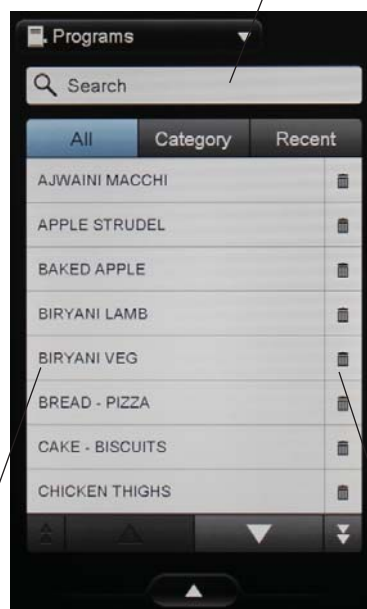 Programs
Search
All Category Recent
AJWAINI MACCHI
APPLE STRUDEL
BAKED APPLE
BIRYANI LAMB
BIRYANI VEG
BREAD - PIZZA
CAKE - BISCUITS
CHICKEN THIGHS